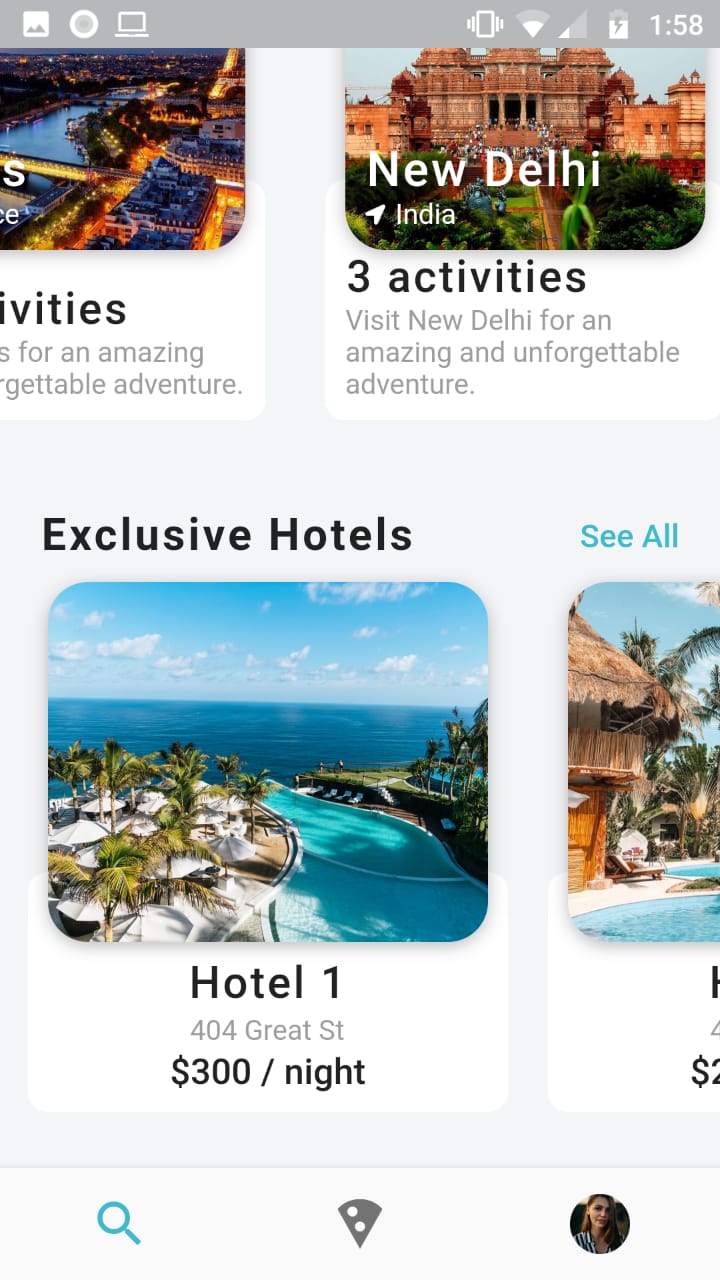 1:58
s
ce
New Delhi
India
ivities
s for an amazing
rgettable adventure.
3 activities
Visit New Delhi for an
amazing and unforgettable
adventure.
Exclusive Hotels
See All
Hotel 1
404 Great St
$300 / night
$2